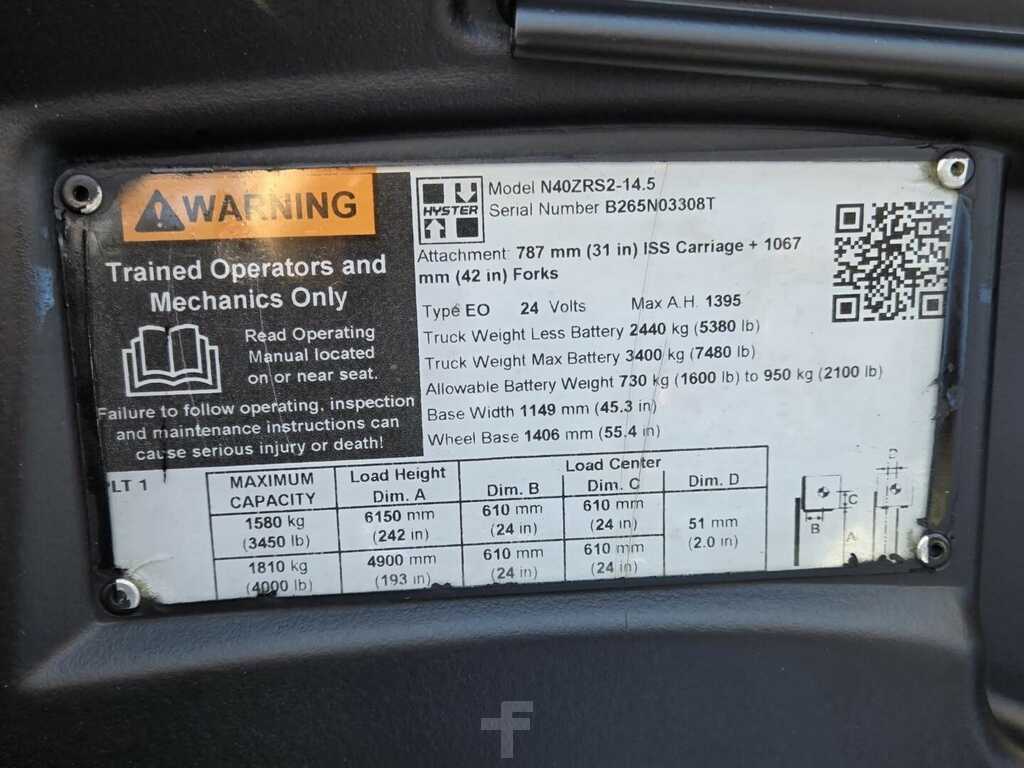 WARNING
Trained Operators and
Mechanics Only
Read Operating
Manual located
on or near seat.
Failure to follow operating, inspection
and maintenance instructions can
cause serious injury or death!
HYSTER
Model N40ZRS2-14.5
Serial Number B265N03308T
Attachment 787 mm (31 in) ISS Carriage + 1067
mm (42 in) Forks
Type EO 24 Volts Max A.H. 1395
Truck Weight Less Battery 2440 kg (5380 lb)
Truck Weight Max Battery 3400 kg (7480 lb)
Allowable Battery Weight 730 kg (1600 lb) to 950 kg (2100 lb)
Base Width 1149 mm (45.3 in)
Wheel Base 1406 mm (55.4 in)
PLT 1
MAXIMUM CAPACITY Load Height Dim. A Load Center Dim. B Dim. C Dim. D
1580 kg 6150 mm 610 mm 610 mm 51 mm
(3450 lb) (242 in) (24 in) (24 in) (2.0 in)
1810 kg 4900 mm 610 mm 610 mm
(4000 lb) (193 in) (24 in) (24 in)
D
C
B
A